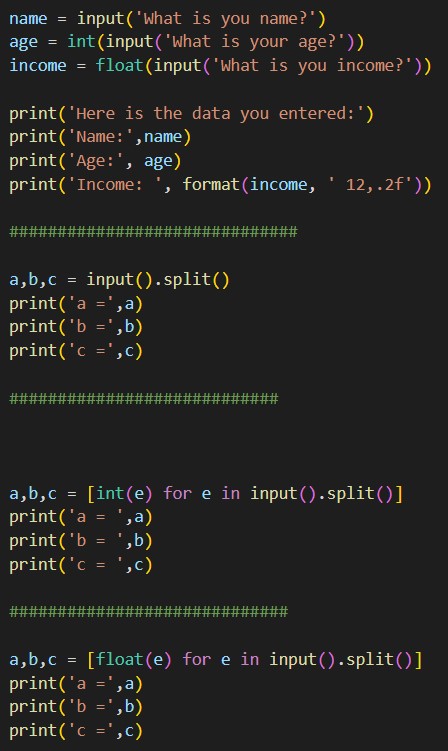 name = input('What is you name?')
age = int(input('What is your age?'))
income = float(input('What is you income?'))
print('Here is the data you entered:')
print('Name:',name)
print('Age:', age)
print('Income: ', format(income, ' 12,.2f'))
##############################
a,b,c = input().split()
print('a =',a)
print('b =',b)
print('c =',c)
############################
a,b,c = [int(e) for e in input().split()]
print('a = ',a)
print('b = ',b)
print('c = ',c)
#############################
a,b,c = [float(e) for e in input().split()]
print('a =',a)
print('b =',b)
print('c =',c)